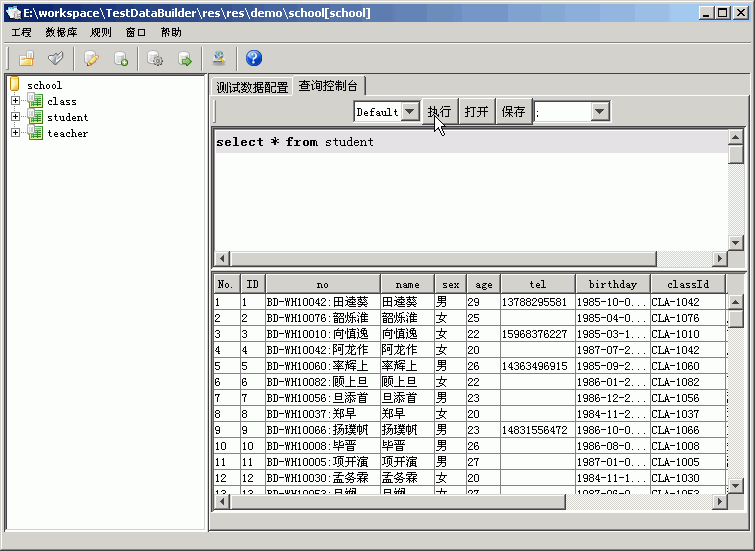 E:\workspace\TestDataBuilder\res\res\demo\school[school]
工程 数据库 规则 窗口 帮助
school
class
student
teacher
测试数据配置 查询控制台
Default 执行 打开 保存 ;
select * from student
No. ID no name sex age tel birthday classId
1 1 BD-WH10042:田逵葵 田逵葵 男 29 13788295581 1985-10-0... CLA-1042
2 2 BD-WH10076:韶烁淮 韶烁淮 女 25 1985-04-0... CLA-1076
3 3 BD-WH10010:向慎逸 向慎逸 女 22 15968376227 1985-03-1... CLA-1010
4 4 BD-WH10042:阿龙作 阿龙作 女 20 1987-07-2... CLA-1042
5 5 BD-WH10060:率辉上 率辉上 男 26 14363496915 1985-09-2... CLA-1060
6 6 BD-WH10082:顾上旦 顾上旦 女 22 1986-01-2... CLA-1082
7 7 BD-WH10056:旦添首 旦添首 男 23 1986-12-2... CLA-1056
8 8 BD-WH10037:郑早 郑早 女 20 1984-11-2... CLA-1037
9 9 BD-WH10066:扬璞帆 扬璞帆 男 23 14831556472 1986-10-0... CLA-1066
10 10 BD-WH10008:毕晋 毕晋 男 26 1986-08-0... CLA-1008
11 11 BD-WH10005:项开演 项开演 男 27 1987-01-0... CLA-1005
12 12 BD-WH10030:孟务霖 孟务霖 女 20 1984-11-1... CLA-1030